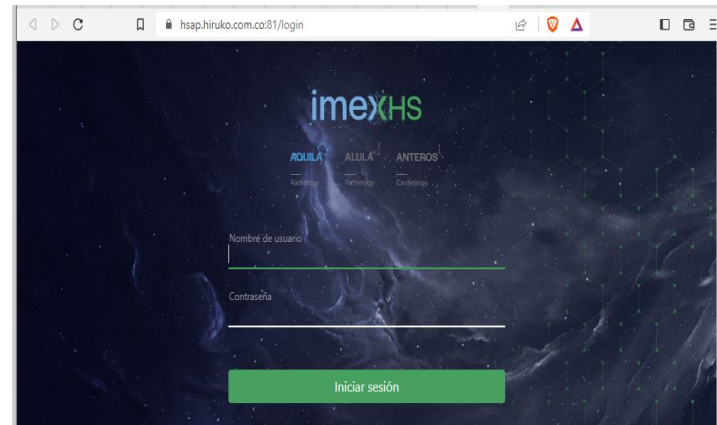 hsap.hiruko.com.co:81/login
imexHS
AQUILA ALULA ANTEROS
Radiology Pathology Cardiology
Nombre de usuario
Contraseña
Iniciar sesión